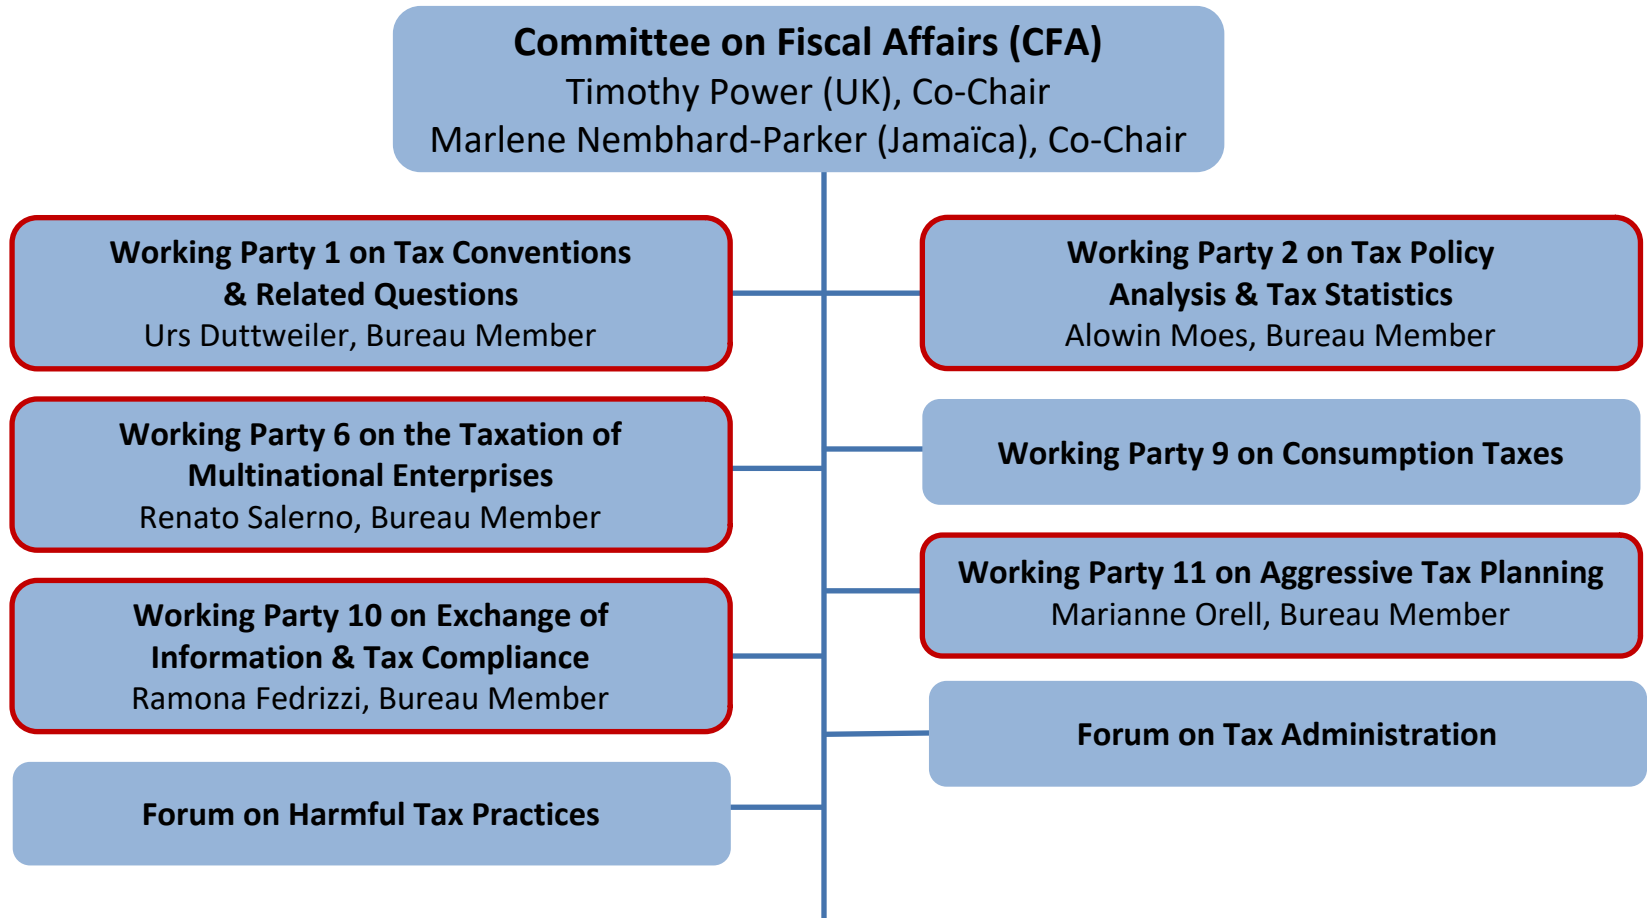 Committee on Fiscal Affairs (CFA)
Timothy Power (UK), Co-Chair
Marlene Nembhard-Parker (Jamaïca), Co-Chair
Working Party 1 on Tax Conventions
& Related Questions
Urs Duttweiler, Bureau Member
Working Party 2 on Tax Policy
Analysis & Tax Statistics
Alowin Moes, Bureau Member
Working Party 6 on the Taxation of
Multinational Enterprises
Renato Salerno, Bureau Member
Working Party 9 on Consumption Taxes
Working Party 10 on Exchange of
Information & Tax Compliance
Ramona Fedrizzi, Bureau Member
Working Party 11 on Aggressive Tax Planning
Marianne Orell, Bureau Member
Forum on Tax Administration
Forum on Harmful Tax Practices